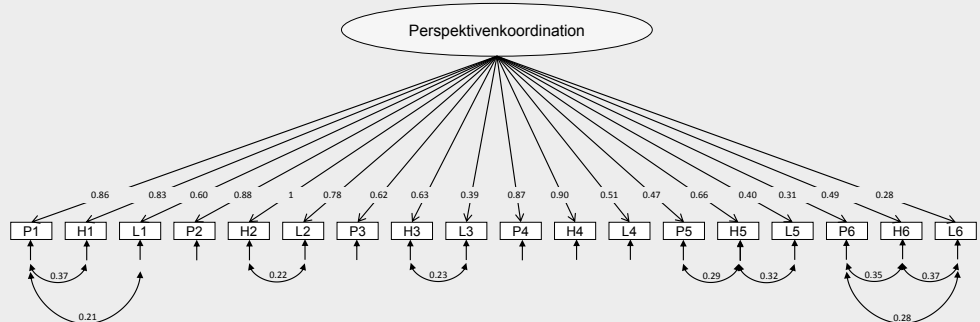 Perspektivenkoordination
0.86 0.83 0.60 0.88 1 0.78 0.62 0.63 0.39 0.87 0.90 0.51 0.47 0.66 0.40 0.31 0.49 0.28
P1 H1 L1 P2 H2 L2 P3 H3 L3 P4 H4 L4 P5 H5 L5 P6 H6 L6
0.37 0.22 0.23 0.29 0.32 0.35 0.37
0.21 0.28